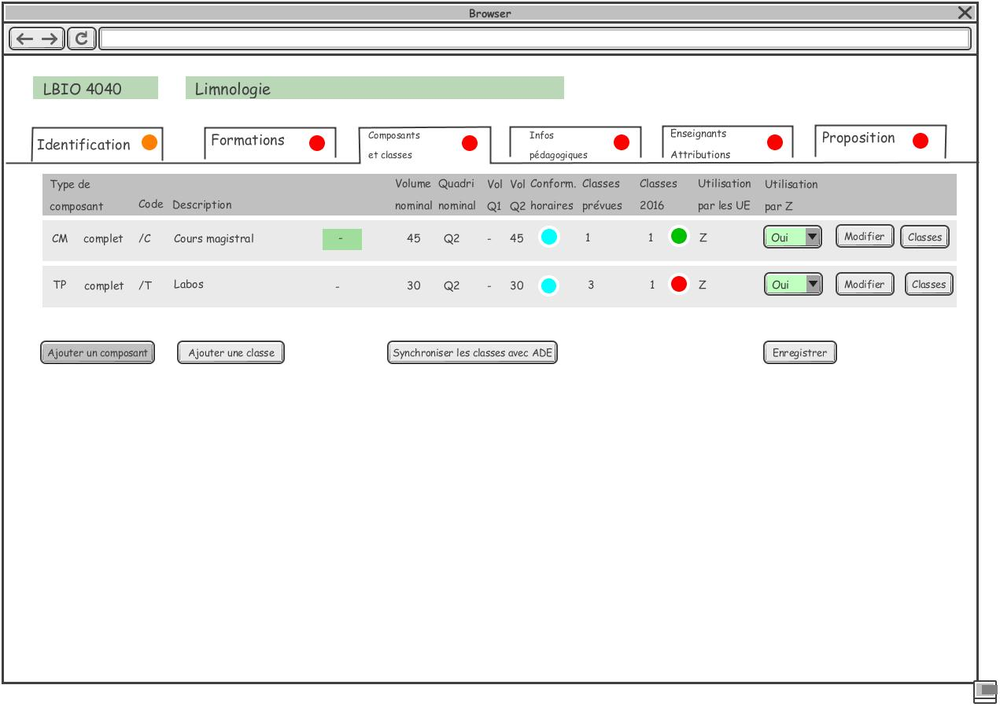 Browser
LBIO 4040 Limnologie
Identification Formations Composants et classes Infos pédagogiques Enseignants Attributions Proposition
Type de composant Code Description Volume nominal Quadri nominal Vol Q1 Vol Q2 Conform. horaires Classes prévues Classes 2016 Utilisation par les UE Utilisation par Z
CM complet /C Cours magistral - 45 Q2 - 45 1 1 Z Oui Modifier Classes
TP complet /T Labos - 30 Q2 - 30 3 1 Z Oui Modifier Classes
Ajouter un composant Ajouter une classe Synchroniser les classes avec ADE Enregistrer